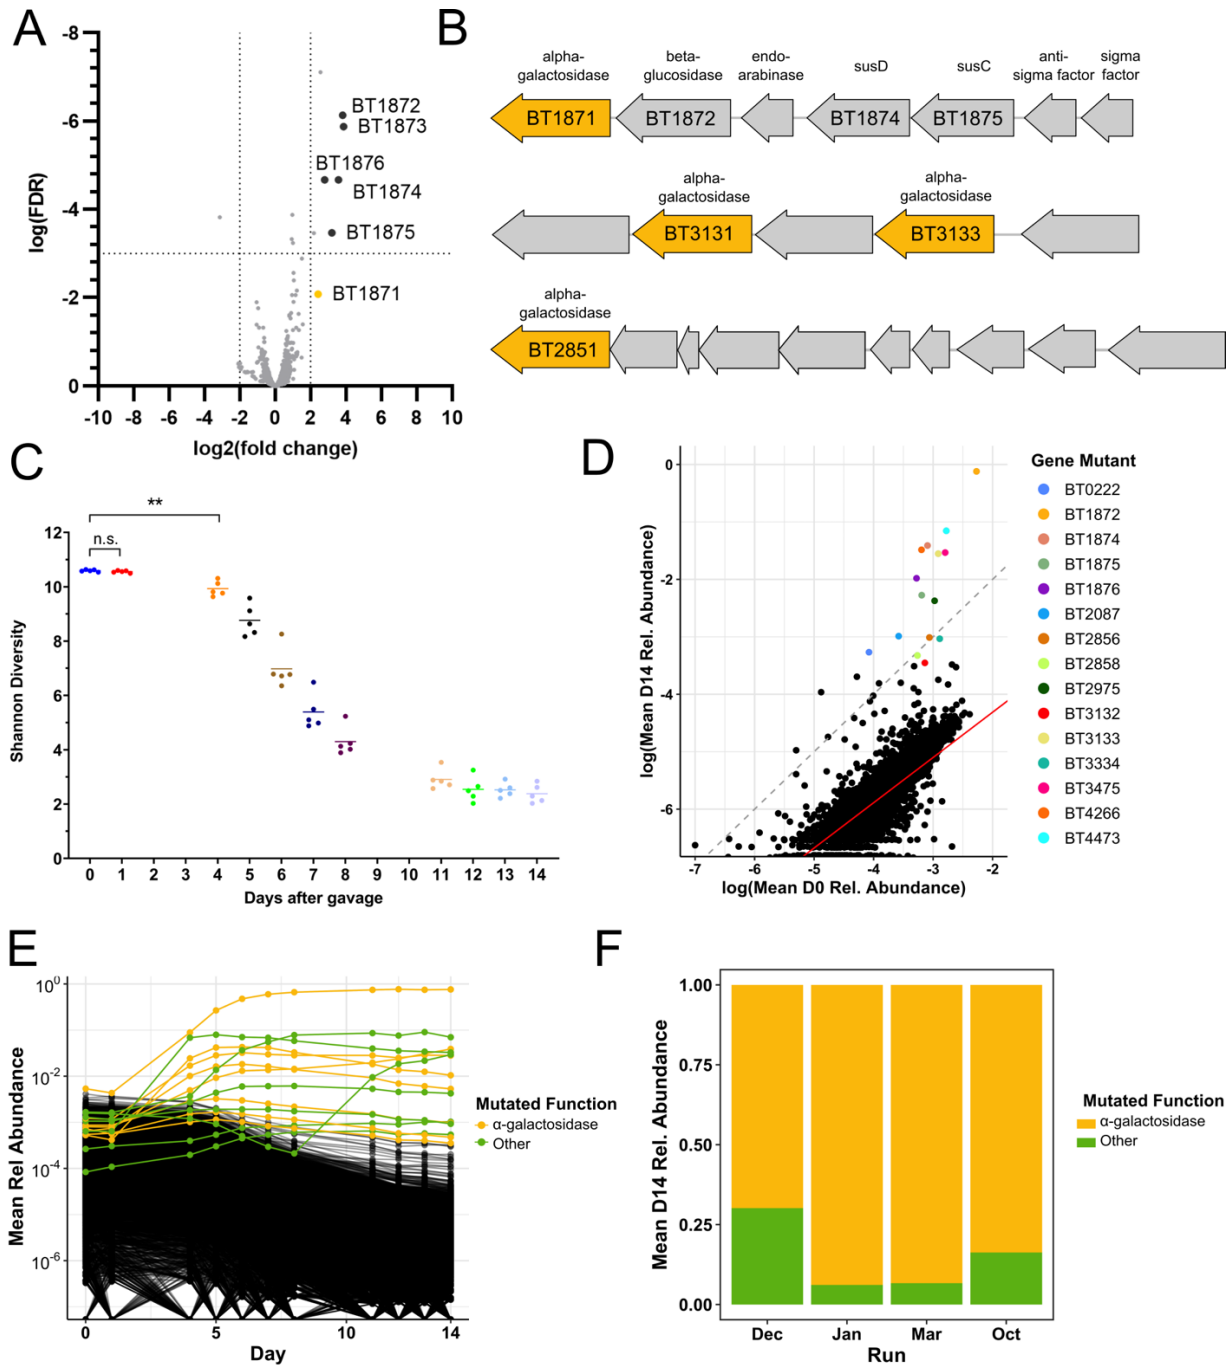 A
-8
-6
-4
-2
0
log(FDR)
BT1872
BT1873
BT1876
BT1874
BT1875
BT1871
-10 -8 -6 -4 -2 0 2 4 6 8 10
log2(fold change)
B
alpha-
galactosidase
beta-
glucosidase
endo-
arabinase
susD
susC
anti-
sigma factor
sigma
factor
BT1871
BT1872
BT1874
BT1875
alpha-
galactosidase
alpha-
galactosidase
BT3131
BT3133
alpha-
galactosidase
BT2851
C
**
n.s.
12
10
8
6
4
2
0
Shannon Diversity
0 1 2 3 4 5 6 7 8 9 10 11 12 13 14
Days after gavage
D
0
-2
-4
-6
log(Mean D14 Rel. Abundance)
-7 -6 -5 -4 -3 -2
log(Mean D0 Rel. Abundance)
Gene Mutant
BT0222
BT1872
BT1874
BT1875
BT1876
BT2087
BT2856
BT2858
BT2975
BT3132
BT3133
BT3334
BT3475
BT4266
BT4473
E
10⁰
10⁻²
10⁻⁴
10⁻⁶
Mean Rel Abundance
0 5 10 14
Day
Mutated Function
α-galactosidase
Other
F
1.00
0.75
0.50
0.25
0.00
Mean D14 Rel. Abundance
Dec Jan Mar Oct
Run
Mutated Function
α-galactosidase
Other